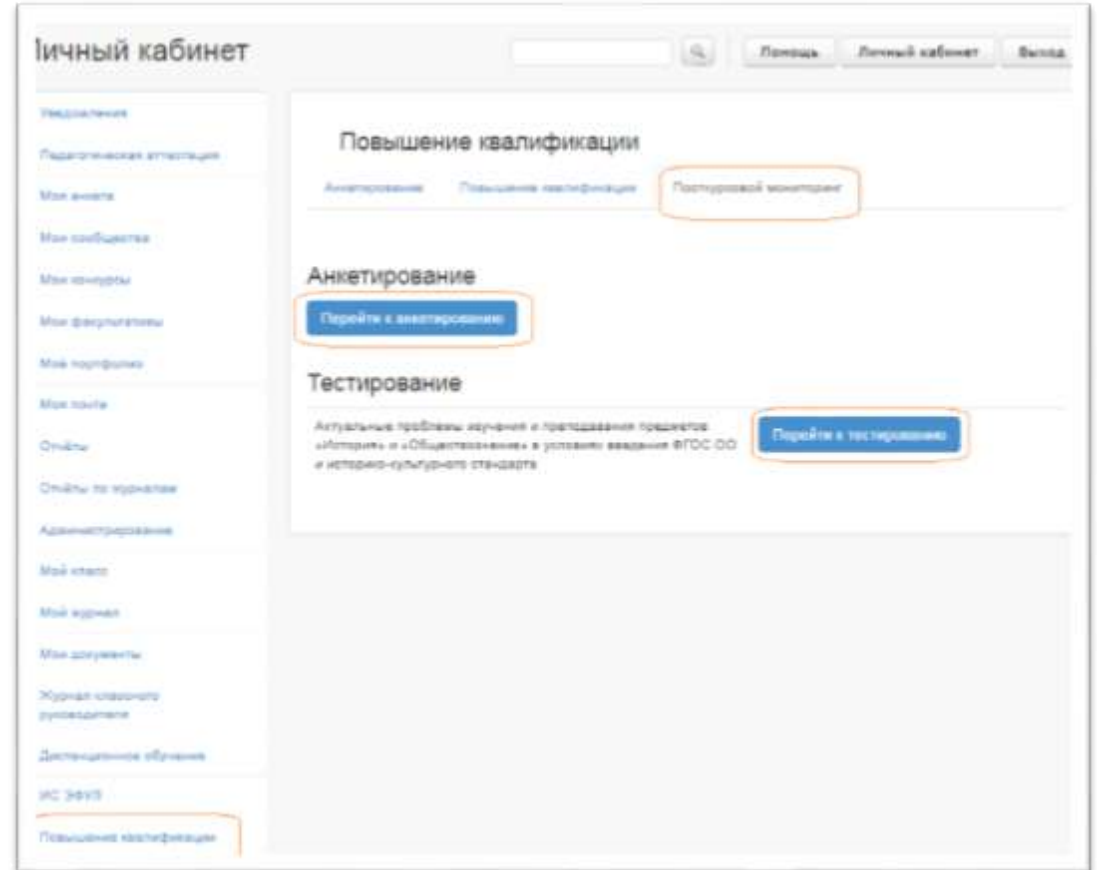 Личный кабинет
Помощь
Личный кабинет
Выход
Уведомления
Педагогическая аттестация
Моя анкета
Мои сообщества
Мои конкурсы
Мои факультативы
Моё портфолио
Моя почта
Отчёты
Отчёты по журналам
Администрирование
Мой класс
Мой журнал
Мои документы
Журнал классного
руководителя
Дистанционное обучение
ИС
Повышение квалификации
Повышение квалификации
Анкетирование
Повышение квалификации
Посткурсовой мониторинг
Анкетирование
Перейти к анкетированию
Тестирование
Актуальные проблемы изучения и преподавания предметов
«История» и «Обществознание» в условиях введения ФГОС ОО
и историко-культурного стандарта
Перейти к тестированию